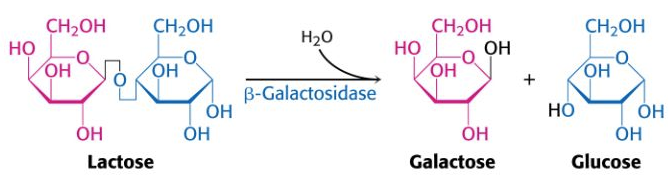 CH₂OH
HO
O
OH
OH
O
CH₂OH
O
OH
OH
OH
H₂O
β-Galactosidase
CH₂OH
HO
O
OH
OH
OH
+
CH₂OH
O
OH
HO
OH
OH
Lactose
Galactose
Glucose